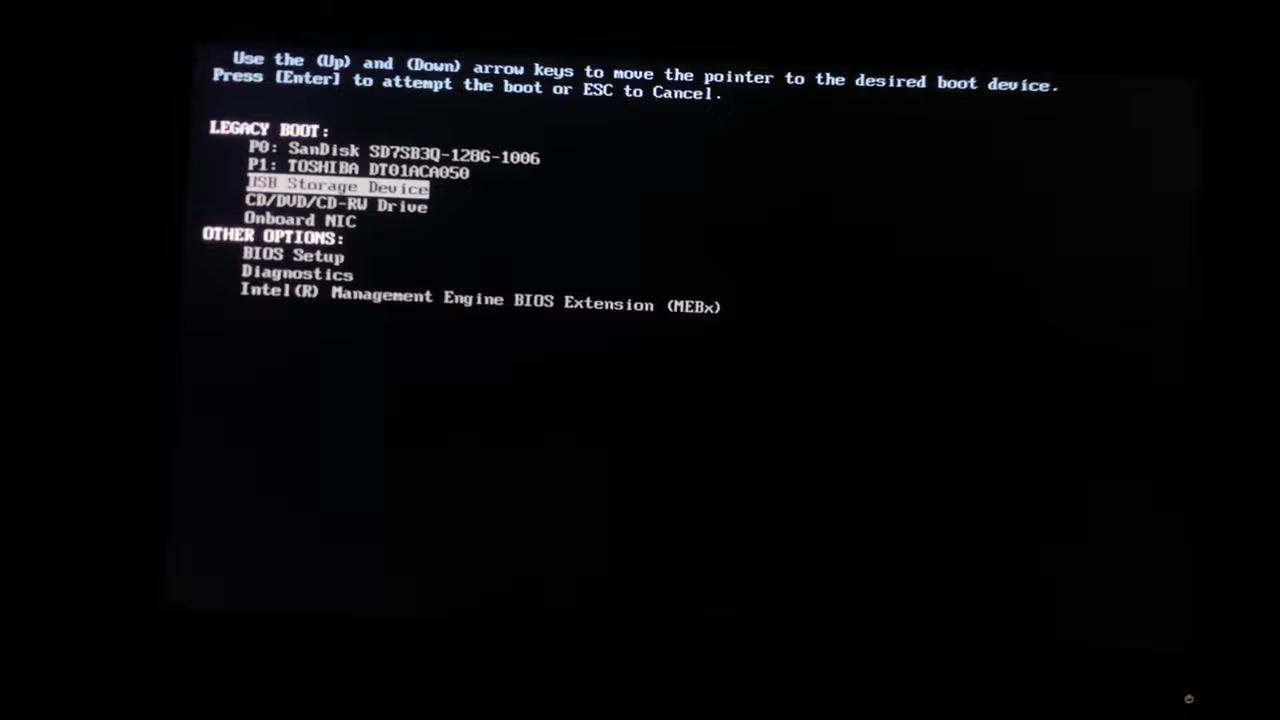 Use the (Up) and (Down) arrow keys to move the pointer to the desired boot device.
Press [Enter] to attempt the boot or ESC to Cancel.
LEGACY BOOT:
P0: SanDisk SD7SB3Q-128G-1006
P1: TOSHIBA DT01ACA050
USB Storage Device
CD/DVD/CD-RW Drive
Onboard NIC
OTHER OPTIONS:
BIOS Setup
Diagnostics
Intel(R) Management Engine BIOS Extension (MEBx)